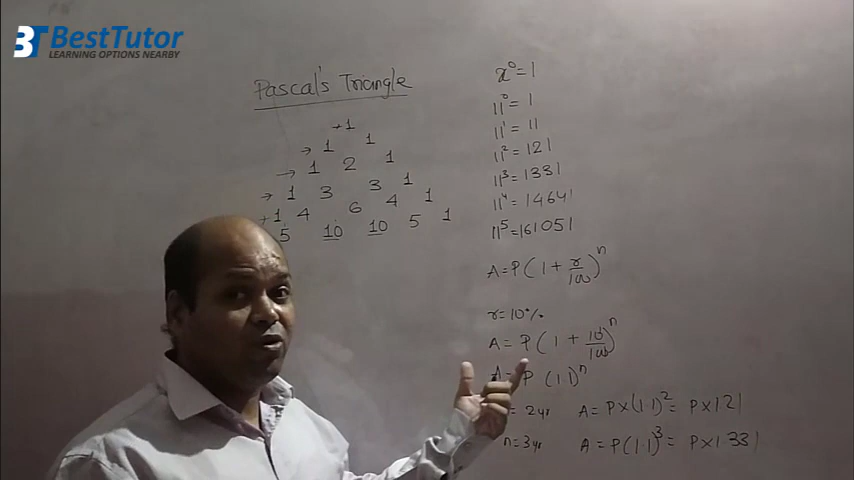 BestTutor
LEARNING OPTIONS NEARBY
Pascal's Triangle
→1
→ 1 1
→ 1 2 1
→ 1 3 3 1
→ 1 4 6 4 1
5 10 10 5 1
x⁰ = 1
11⁰ = 1
11¹ = 11
11² = 121
11³ = 1331
11⁴ = 14641
11⁵ = 161051
A = P(1 + r/100)ⁿ
r = 10%
A = P(1 + 10/100)ⁿ
A = P (1.1)ⁿ
= 2yr A = P×(1.1)² = P×1.21
n = 3yr A = P(1.1)³ = P×1.331